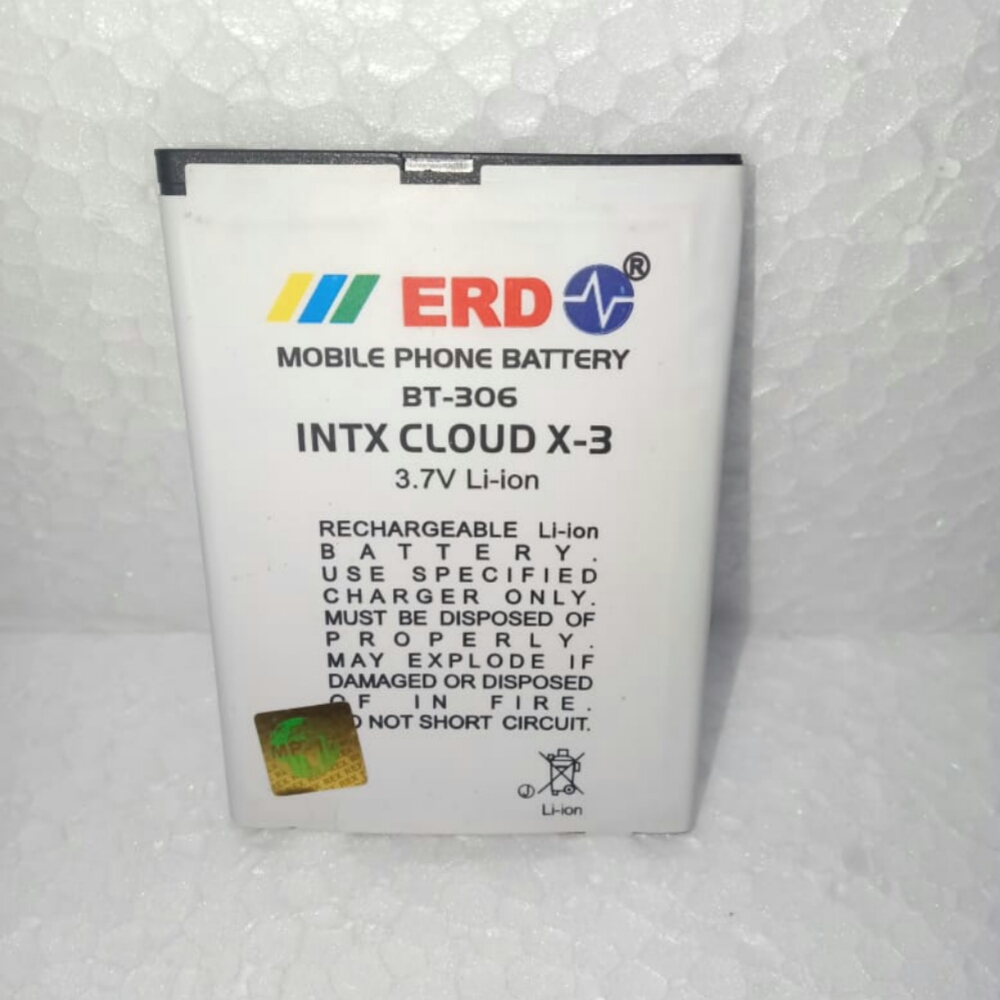 ERD ®
MOBILE PHONE BATTERY
BT-306
INTX CLOUD X-3
3.7V Li-ion
RECHARGEABLE Li-ion
BATTERY.
USE SPECIFIED
CHARGER ONLY.
MUST BE DISPOSED OF
PROPERLY.
MAY EXPLODE IF
DAMAGED OR DISPOSED
OF IN FIRE.
NOT SHORT CIRCUIT.
Li-ion